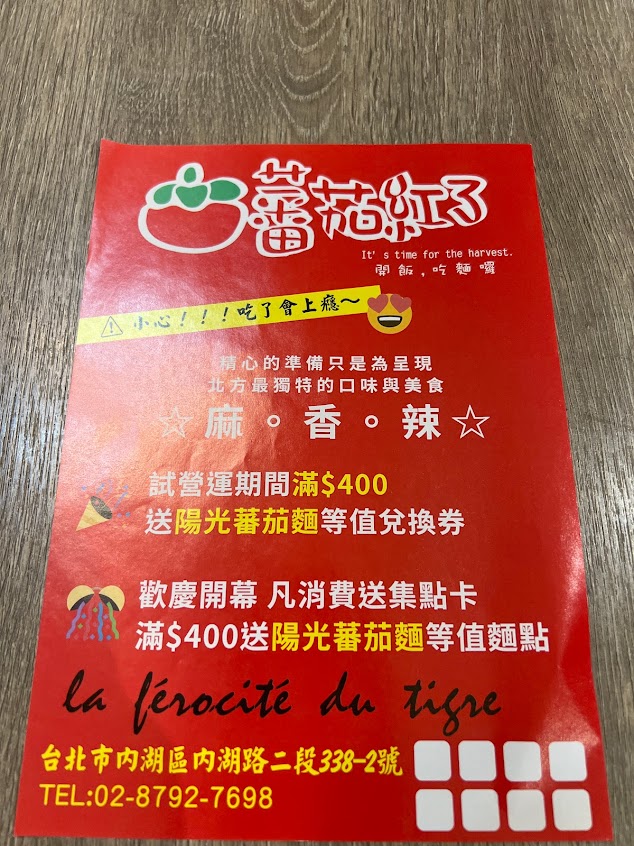 蕃茄紅了
It's time for the harvest.
開飯,吃麵囉
小心!!!吃了會上癮～
精心的準備只是為呈現
北方最獨特的口味與美食
☆麻。香。辣☆
試營運期間滿$400
送陽光蕃茄麵等值兌換券
歡慶開幕 凡消費送集點卡
滿$400送陽光蕃茄麵等值麵點
la férocité du tigre
台北市內湖區內湖路二段338-2號
TEL:02-8792-7698